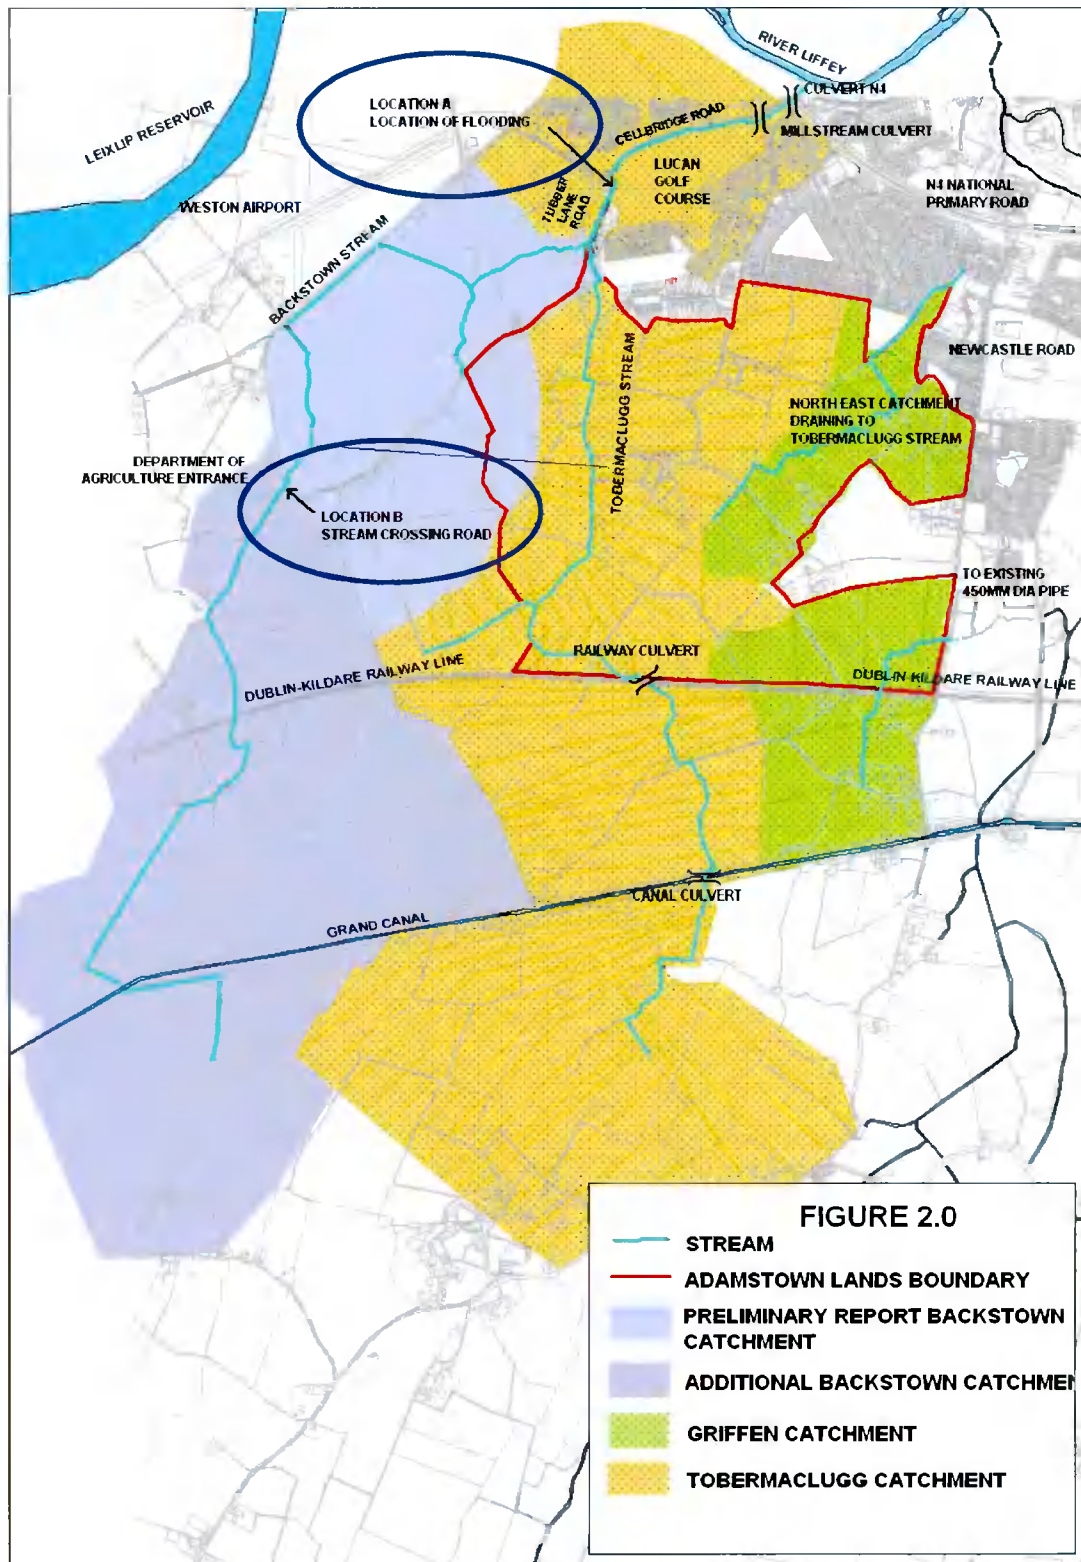 RIVER LIFFEY
LEIXLIP RESERVOIR
CULVERT N4
LOCATION A
LOCATION OF FLOODING
CELLBRIDGE ROAD
MILLSTREAM CULVERT
LUCAN
GOLF
COURSE
N4 NATIONAL
PRIMARY ROAD
TUBBER
LANE
ROAD
WESTON AIRPORT
BACKSTOWN STREAM
TOBERMACLUGG STREAM
NEWCASTLE ROAD
NORTH EAST CATCHMENT
DRAINING TO
TOBERMACLUGG STREAM
DEPARTMENT OF
AGRICULTURE ENTRANCE
LOCATION B
STREAM CROSSING ROAD
TO EXISTING
450MM DIA PIPE
RAILWAY CULVERT
DUBLIN-KILDARE RAILWAY LINE
DUBLIN-KILDARE RAILWAY LINE
CANAL CULVERT
GRAND CANAL
FIGURE 2.0
STREAM
ADAMSTOWN LANDS BOUNDARY
PRELIMINARY REPORT BACKSTOWN
CATCHMENT
ADDITIONAL BACKSTOWN CATCHMEN
GRIFFEN CATCHMENT
TOBERMACLUGG CATCHMENT